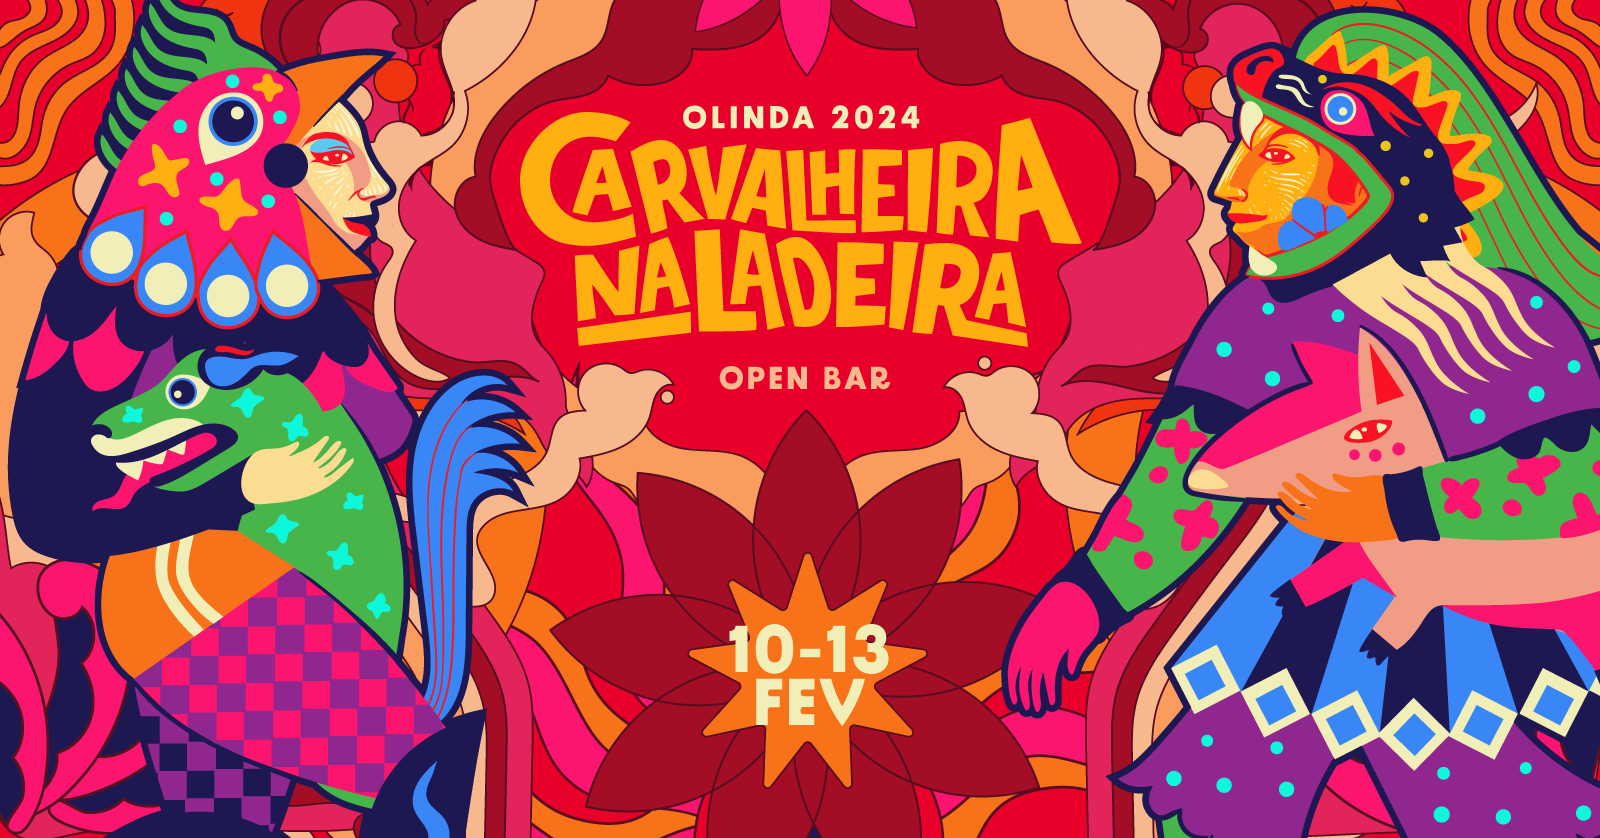 OLINDA 2024
CARVALHEIRA
NA LADEIRA
OPEN BAR
10-13
FEV